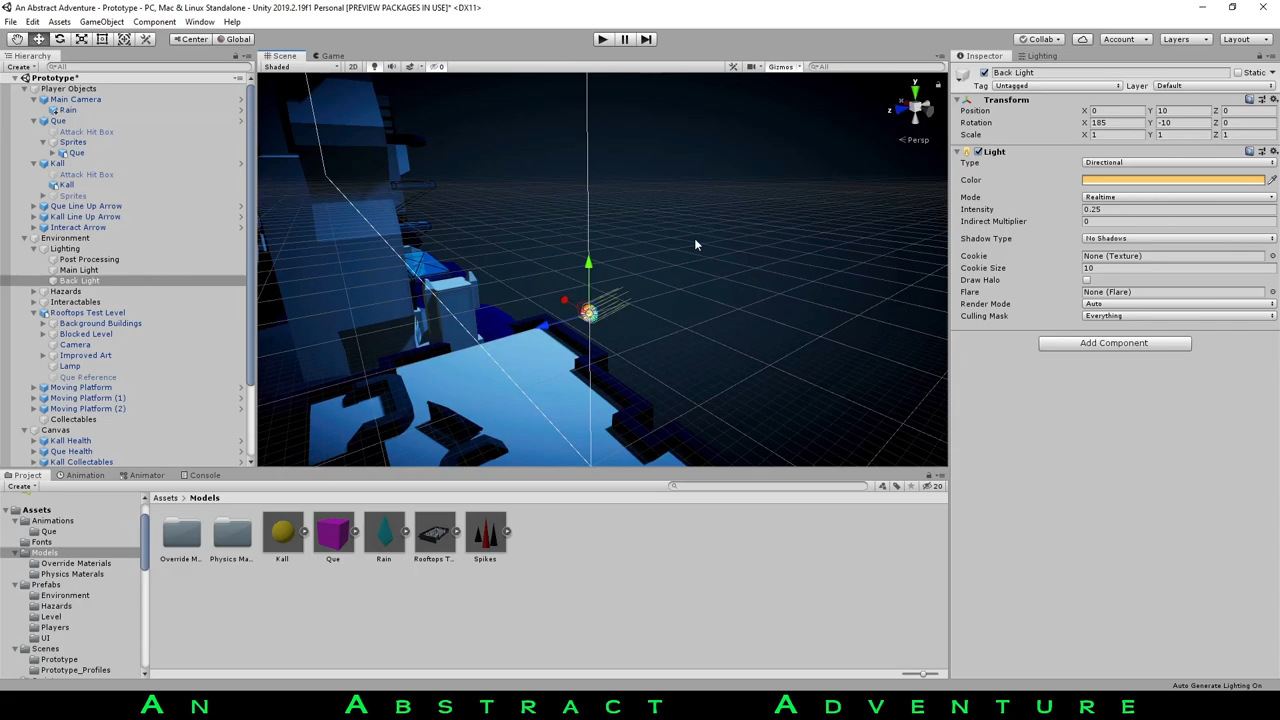 An Abstract Adventure - Prototype - PC, Mac & Linux Standalone - Unity 2019.2.19f1 Personal [PREVIEW PACKAGES IN USE]* <DX11>
File Edit Assets GameObject Component Window Help
Center Global Collab Account Layers Layout
Hierarchy
Create All
Prototype*
Player Objects
Main Camera
Rain
Que
Attack Hit Box
Sprites
Que
Kall
Attack Hit Box
Kall
Sprites
Que Line Up Arrow
Kall Line Up Arrow
Interact Arrow
Environment
Lighting
Post Processing
Main Light
Back Light
Hazards
Interactables
Rooftops Test Level
Background Buildings
Blocked Level
Camera
Improved Art
Lamp
Que Reference
Moving Platform
Moving Platform (1)
Moving Platform (2)
Collectables
Canvas
Kall Health
Que Health
Kall Collectables
Scene Game
Shaded 2D 0 Gizmos All
y
z
Persp
Inspector Lighting
Back Light Static
Tag Untagged Layer Default
Transform
Position X 0 Y 10 Z 0
Rotation X 185 Y -10 Z 0
Scale X 1 Y 1 Z 1
Light
Type Directional
Color
Mode Realtime
Intensity 0.25
Indirect Multiplier 0
Shadow Type No Shadows
Cookie None (Texture)
Cookie Size 10
Draw Halo
Flare None (Flare)
Render Mode Auto
Culling Mask Everything
Add Component
Project Animation Animator Console
Create 20
Assets
Animations
Que
Fonts
Models
Override Materials
Physics Materals
Prefabs
Environment
Hazards
Level
Players
UI
Scenes
Prototype
Prototype_Profiles
Assets Models
Override M... Physics Ma... Kall Que Rain Rooftops T... Spikes
Auto Generate Lighting On
An Abstract Adventure